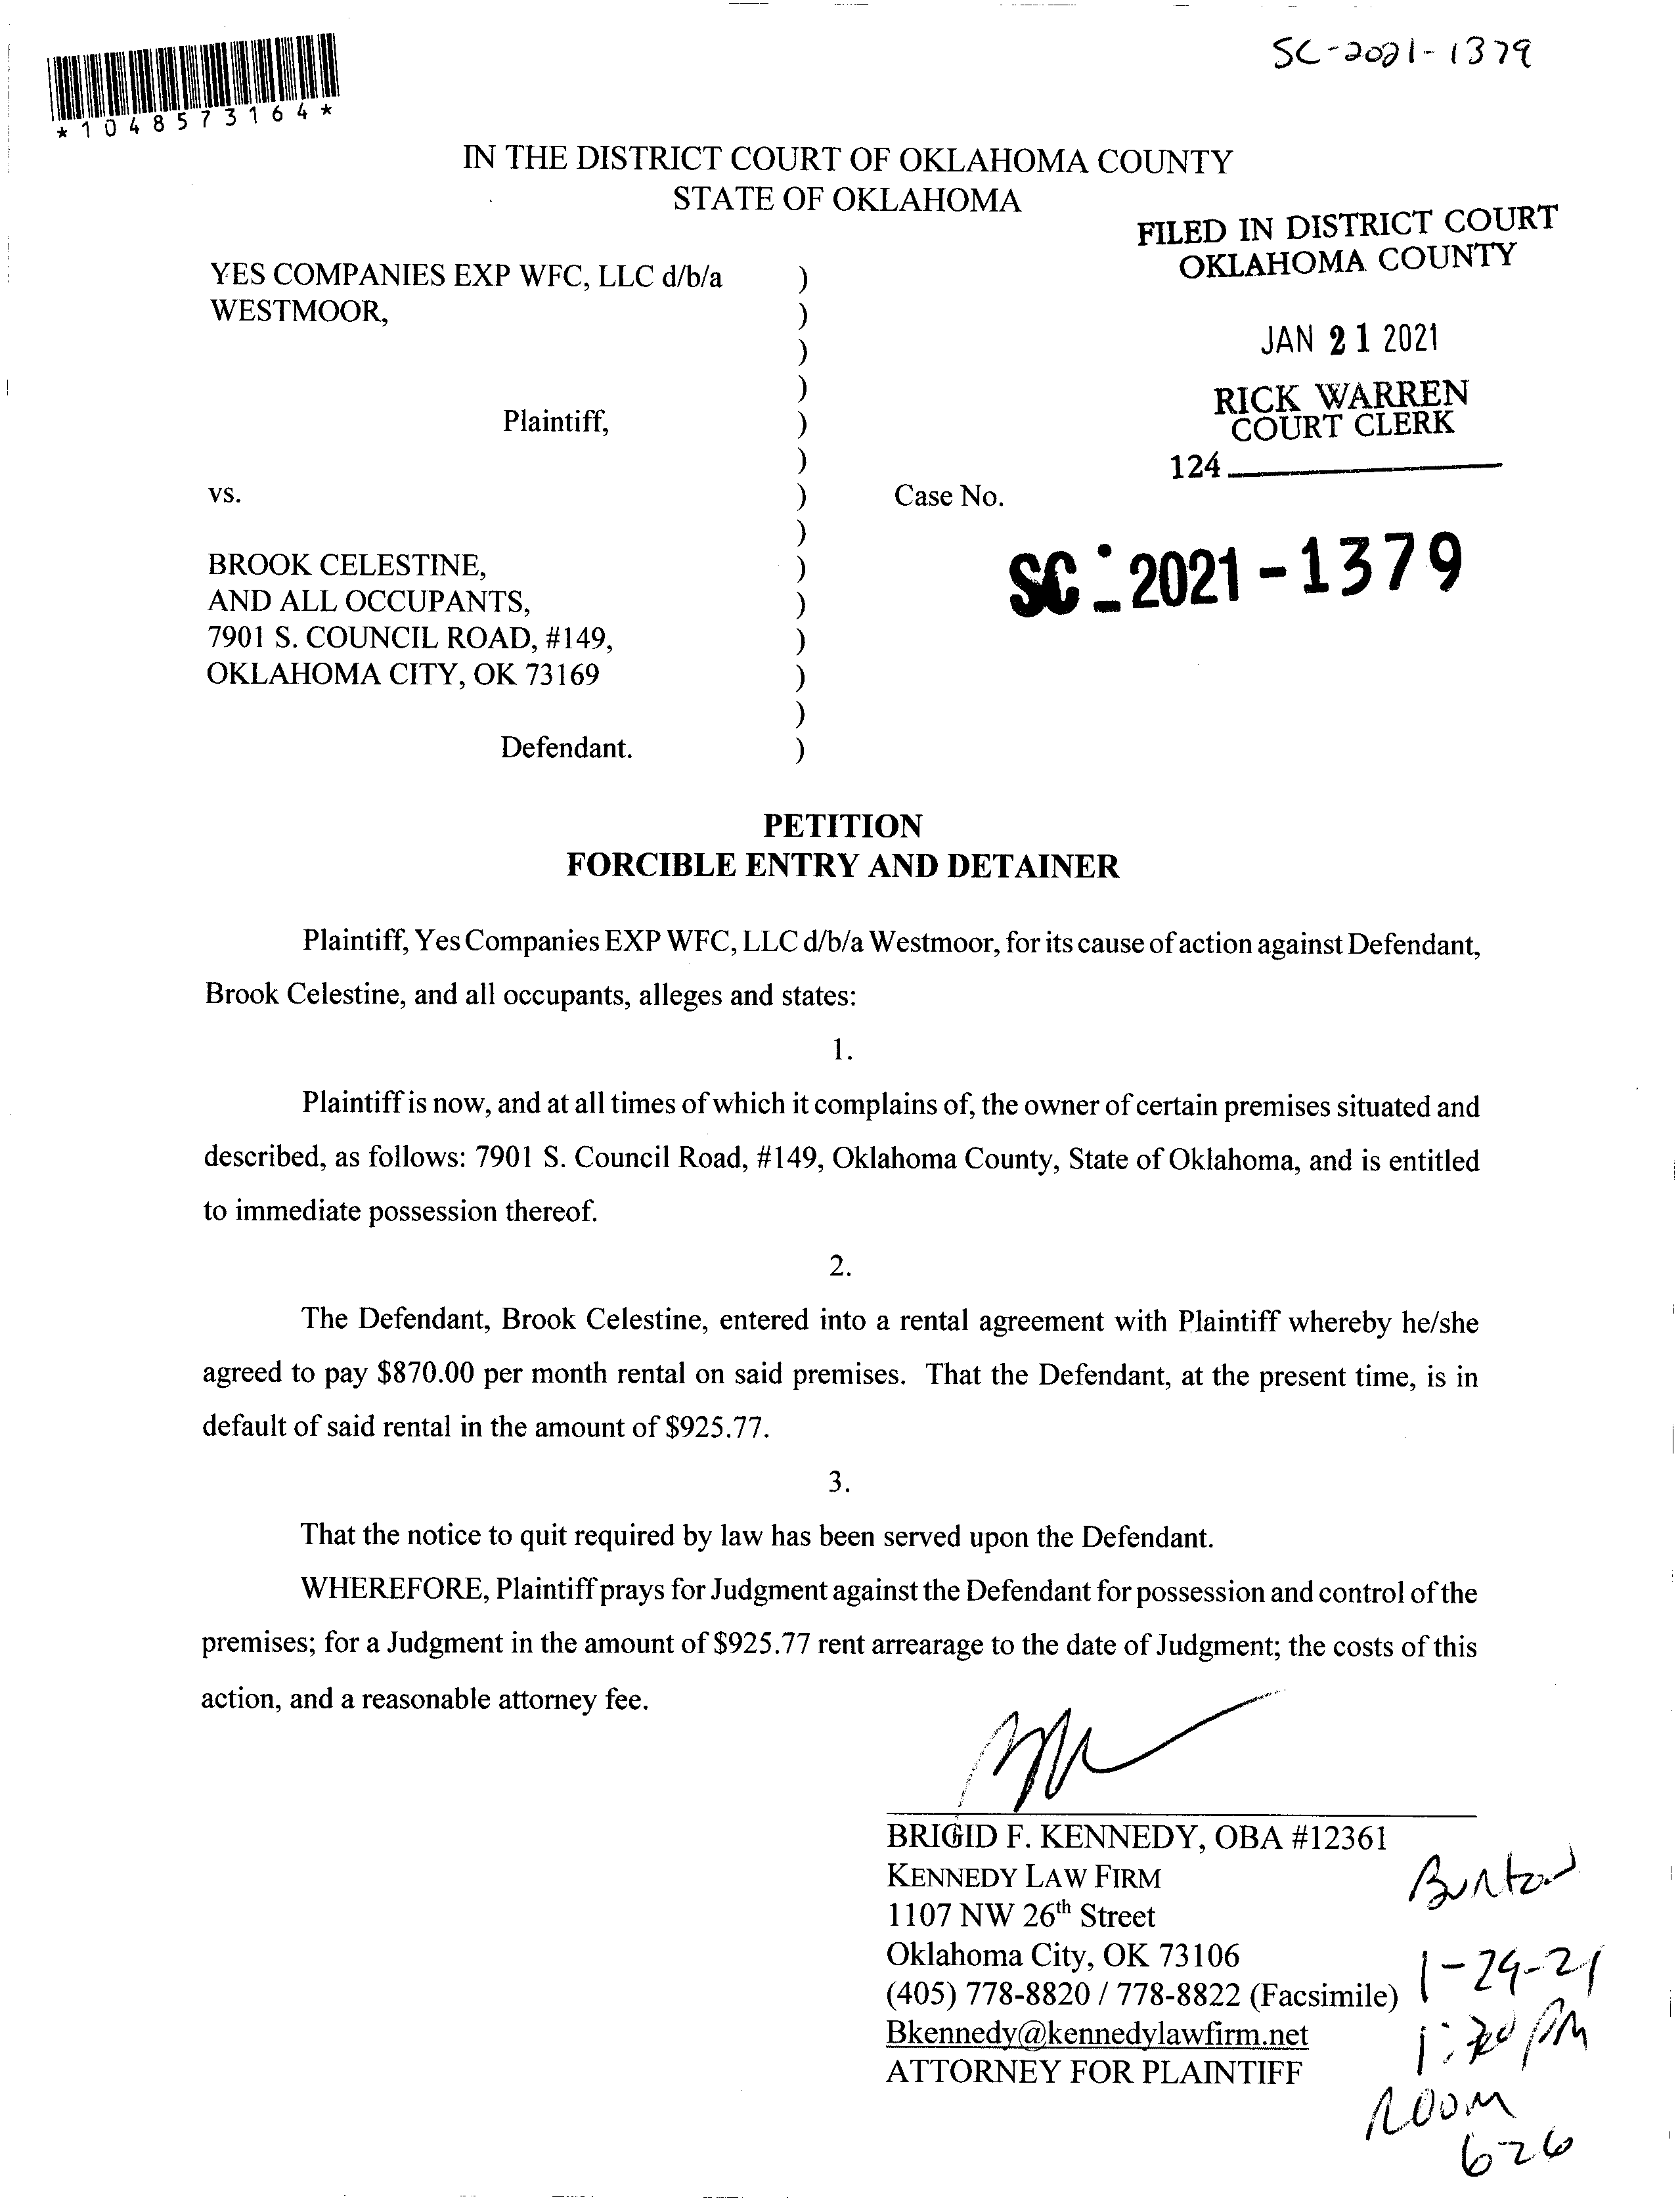 SC-2021-1379
*1048573164*
IN THE DISTRICT COURT OF OKLAHOMA COUNTY
STATE OF OKLAHOMA
FILED IN DISTRICT COURT
OKLAHOMA COUNTY
JAN 21 2021
RICK WARREN
COURT CLERK
124
YES COMPANIES EXP WFC, LLC d/b/a )
WESTMOOR, )
)
)
Plaintiff, )
)
vs. ) Case No.
)
BROOK CELESTINE, )
AND ALL OCCUPANTS, )
7901 S. COUNCIL ROAD, #149, )
OKLAHOMA CITY, OK 73169 )
)
Defendant. )
SC - 2021 - 1379
PETITION
FORCIBLE ENTRY AND DETAINER
Plaintiff, Yes Companies EXP WFC, LLC d/b/a Westmoor, for its cause of action against Defendant,
Brook Celestine, and all occupants, alleges and states:
1.
Plaintiff is now, and at all times of which it complains of, the owner of certain premises situated and
described, as follows: 7901 S. Council Road, #149, Oklahoma County, State of Oklahoma, and is entitled
to immediate possession thereof.
2.
The Defendant, Brook Celestine, entered into a rental agreement with Plaintiff whereby he/she
agreed to pay $870.00 per month rental on said premises. That the Defendant, at the present time, is in
default of said rental in the amount of $925.77.
3.
That the notice to quit required by law has been served upon the Defendant.
WHEREFORE, Plaintiff prays for Judgment against the Defendant for possession and control of the
premises; for a Judgment in the amount of $925.77 rent arrearage to the date of Judgment; the costs of this
action, and a reasonable attorney fee.
BRIGID F. KENNEDY, OBA #12361
KENNEDY LAW FIRM
1107 NW 26th Street
Oklahoma City, OK 73106
(405) 778-8820 / 778-8822 (Facsimile)
Bkennedy@kennedylawfirm.net
ATTORNEY FOR PLAINTIFF
Burton
1-29-21
PM
Room
626